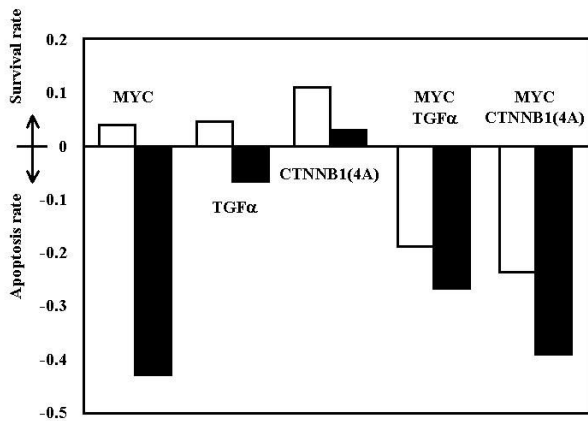 Survival rate
Apoptosis rate
0.2
0.1
0
-0.1
-0.2
-0.3
-0.4
-0.5
MYC
TGFα
CTNNB1(4A)
MYC
TGFα
MYC
CTNNB1(4A)